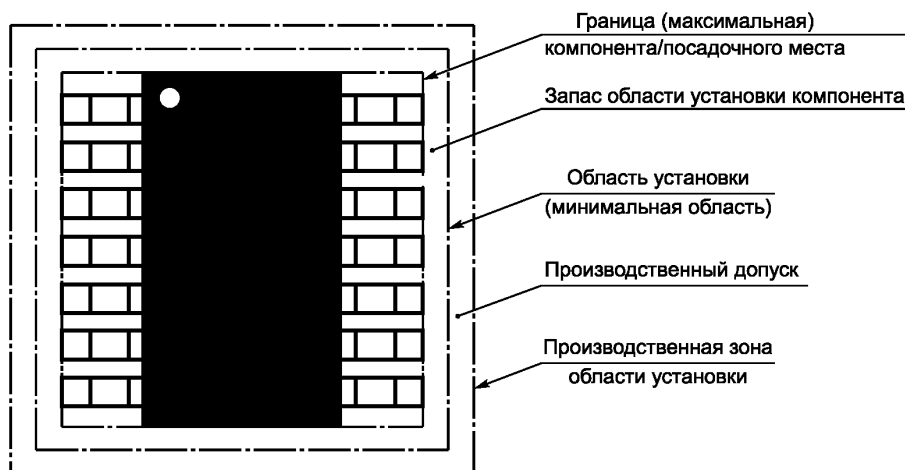 Граница (максимальная)
компонента/посадочного места
Запас области установки компонента
Область установки
(минимальная область)
Производственный допуск
Производственная зона
области установки